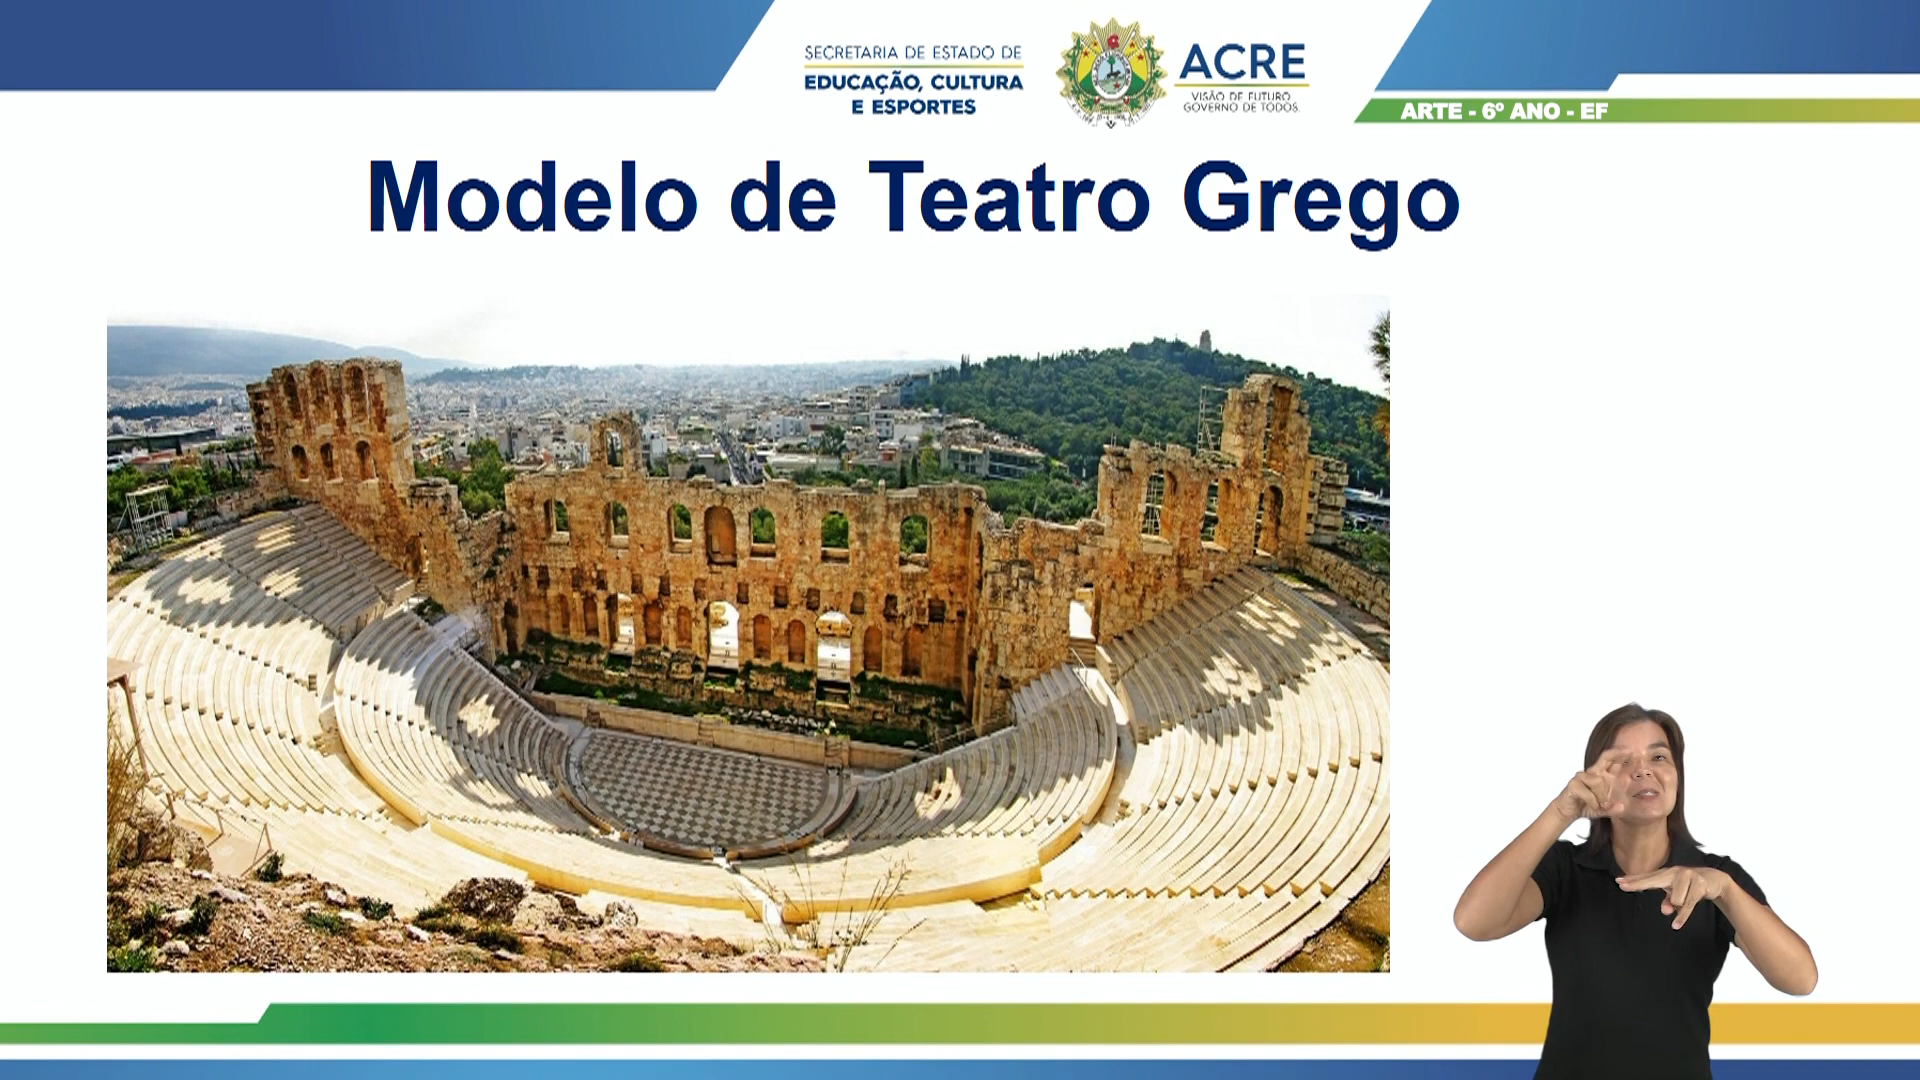 SECRETARIA DE ESTADO DE
EDUCAÇÃO, CULTURA
E ESPORTES
ACRE
VISÃO DE FUTURO
GOVERNO DE TODOS.
ARTE - 6º ANO - EF
Modelo de Teatro Grego